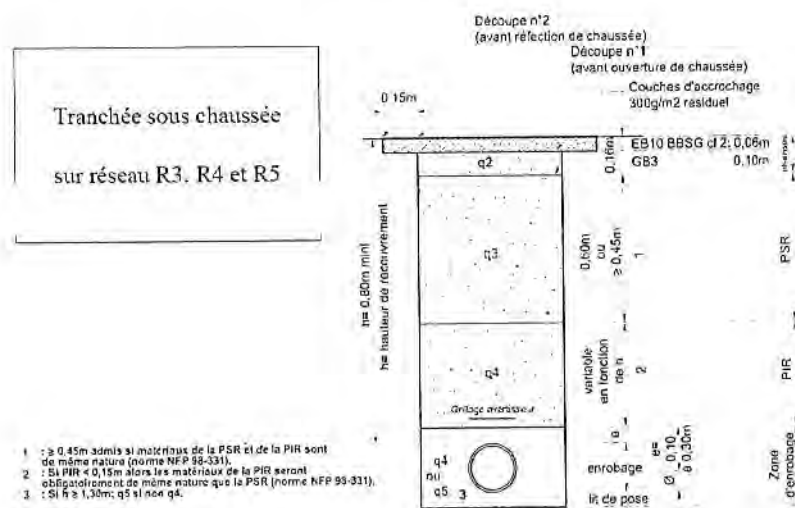 Découpe n°2
(avant réfection de chaussée)
Découpe n°1
(avant ouverture de chaussée)
Couches d'accrochage
300g/m2 résiduel
0.15m
Tranchée sous chaussée
sur réseau R3. R4 et R5
EB10 BBSG cl 2: 0,06m
GB3 0.10m
0.16m
q2
h= 0,80m mini
h= hauteur de recouvrement
q3
0,60m
ou
≥ 0,45m
1
PSR
q4
variable
en fonction
de h
2
PIR
Grillage avertisseur
q4
ou
q5 3
enrobage
lit de pose
e=
0,10
à 0,30m
Ø
Zone
d'enrobage
1 : ≥ 0,45m admis si matériaux de la PSR et de la PIR sont
de même nature (norme NFP 98-331).
2 : Si PIR < 0,15m alors les matériaux de la PIR seront
obligatoirement de même nature que la PSR (norme NFP 98-331).
3 : Si h ≥ 1,30m; q5 si non q4.